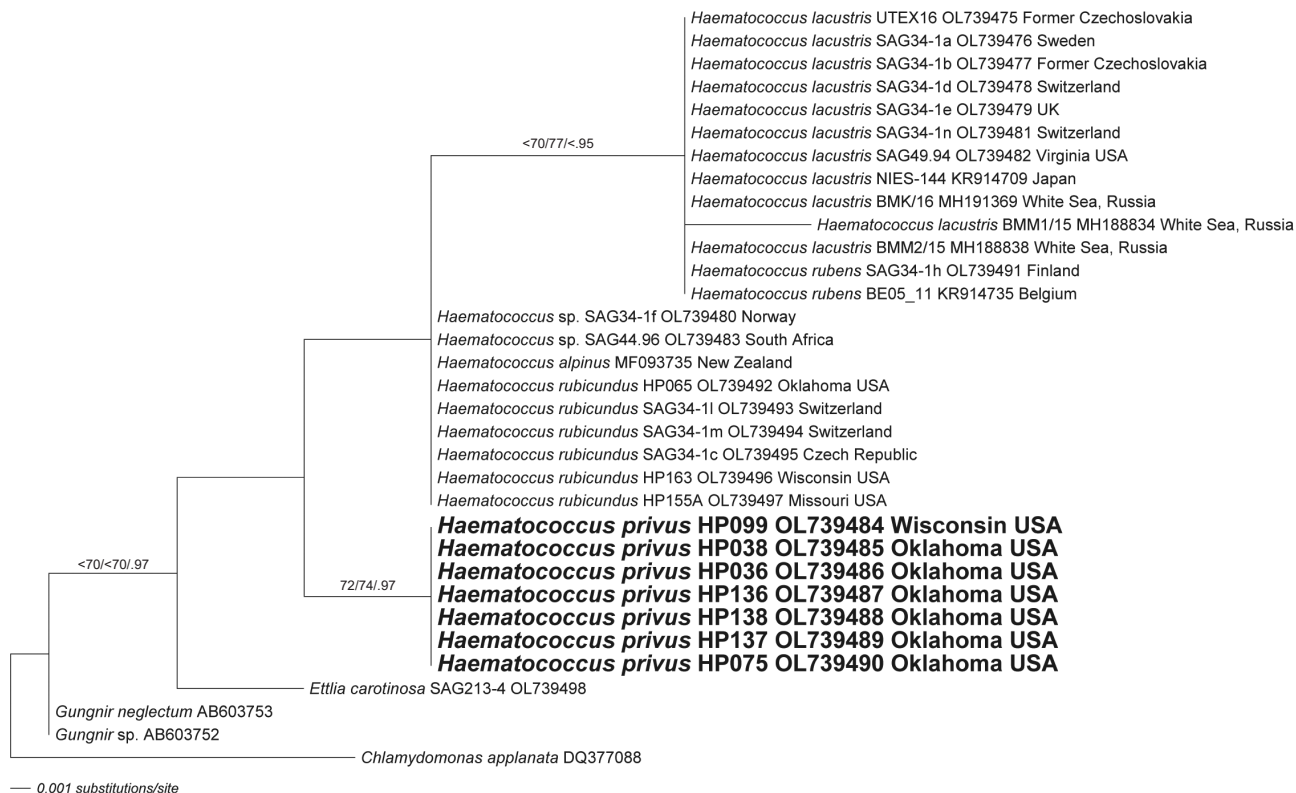 Haematococcus lacustris UTEX16 OL739475 Former Czechoslovakia
Haematococcus lacustris SAG34-1a OL739476 Sweden
Haematococcus lacustris SAG34-1b OL739477 Former Czechoslovakia
Haematococcus lacustris SAG34-1d OL739478 Switzerland
Haematococcus lacustris SAG34-1e OL739479 UK
Haematococcus lacustris SAG34-1n OL739481 Switzerland
<70/77/<.95
Haematococcus lacustris SAG49.94 OL739482 Virginia USA
Haematococcus lacustris NIES-144 KR914709 Japan
Haematococcus lacustris BMK/16 MH191369 White Sea, Russia
Haematococcus lacustris BMM1/15 MH188834 White Sea, Russia
Haematococcus lacustris BMM2/15 MH188838 White Sea, Russia
Haematococcus rubens SAG34-1h OL739491 Finland
Haematococcus rubens BE05_11 KR914735 Belgium
Haematococcus sp. SAG34-1f OL739480 Norway
Haematococcus sp. SAG44.96 OL739483 South Africa
Haematococcus alpinus MF093735 New Zealand
Haematococcus rubicundus HP065 OL739492 Oklahoma USA
Haematococcus rubicundus SAG34-1l OL739493 Switzerland
Haematococcus rubicundus SAG34-1m OL739494 Switzerland
Haematococcus rubicundus SAG34-1c OL739495 Czech Republic
Haematococcus rubicundus HP163 OL739496 Wisconsin USA
Haematococcus rubicundus HP155A OL739497 Missouri USA
Haematococcus privus HP099 OL739484 Wisconsin USA
Haematococcus privus HP038 OL739485 Oklahoma USA
<70/<70/.97
Haematococcus privus HP036 OL739486 Oklahoma USA
72/74/.97
Haematococcus privus HP136 OL739487 Oklahoma USA
Haematococcus privus HP138 OL739488 Oklahoma USA
Haematococcus privus HP137 OL739489 Oklahoma USA
Haematococcus privus HP075 OL739490 Oklahoma USA
Ettlia carotinosa SAG213-4 OL739498
Gungnir neglectum AB603753
Gungnir sp. AB603752
Chlamydomonas applanata DQ377088
0.001 substitutions/site